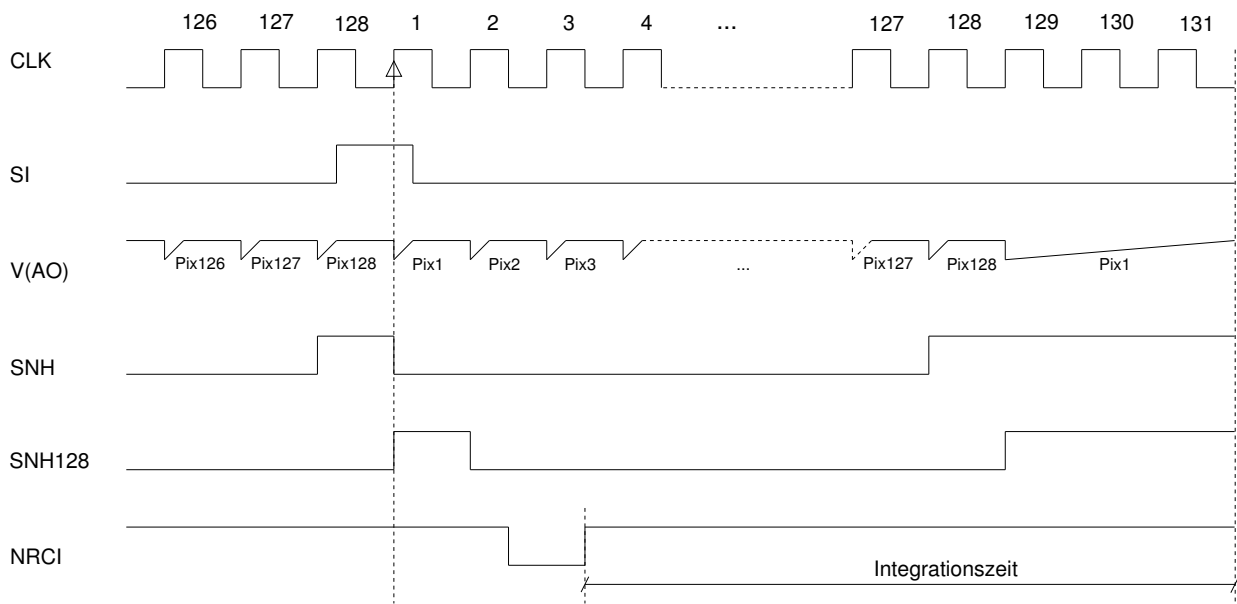 126 127 128 1 2 3 4 ... 127 128 129 130 131
CLK
SI
V(AO)
Pix126 Pix127 Pix128 Pix1 Pix2 Pix3 ... Pix127 Pix128 Pix1
SNH
SNH128
NRCI
Integrationszeit